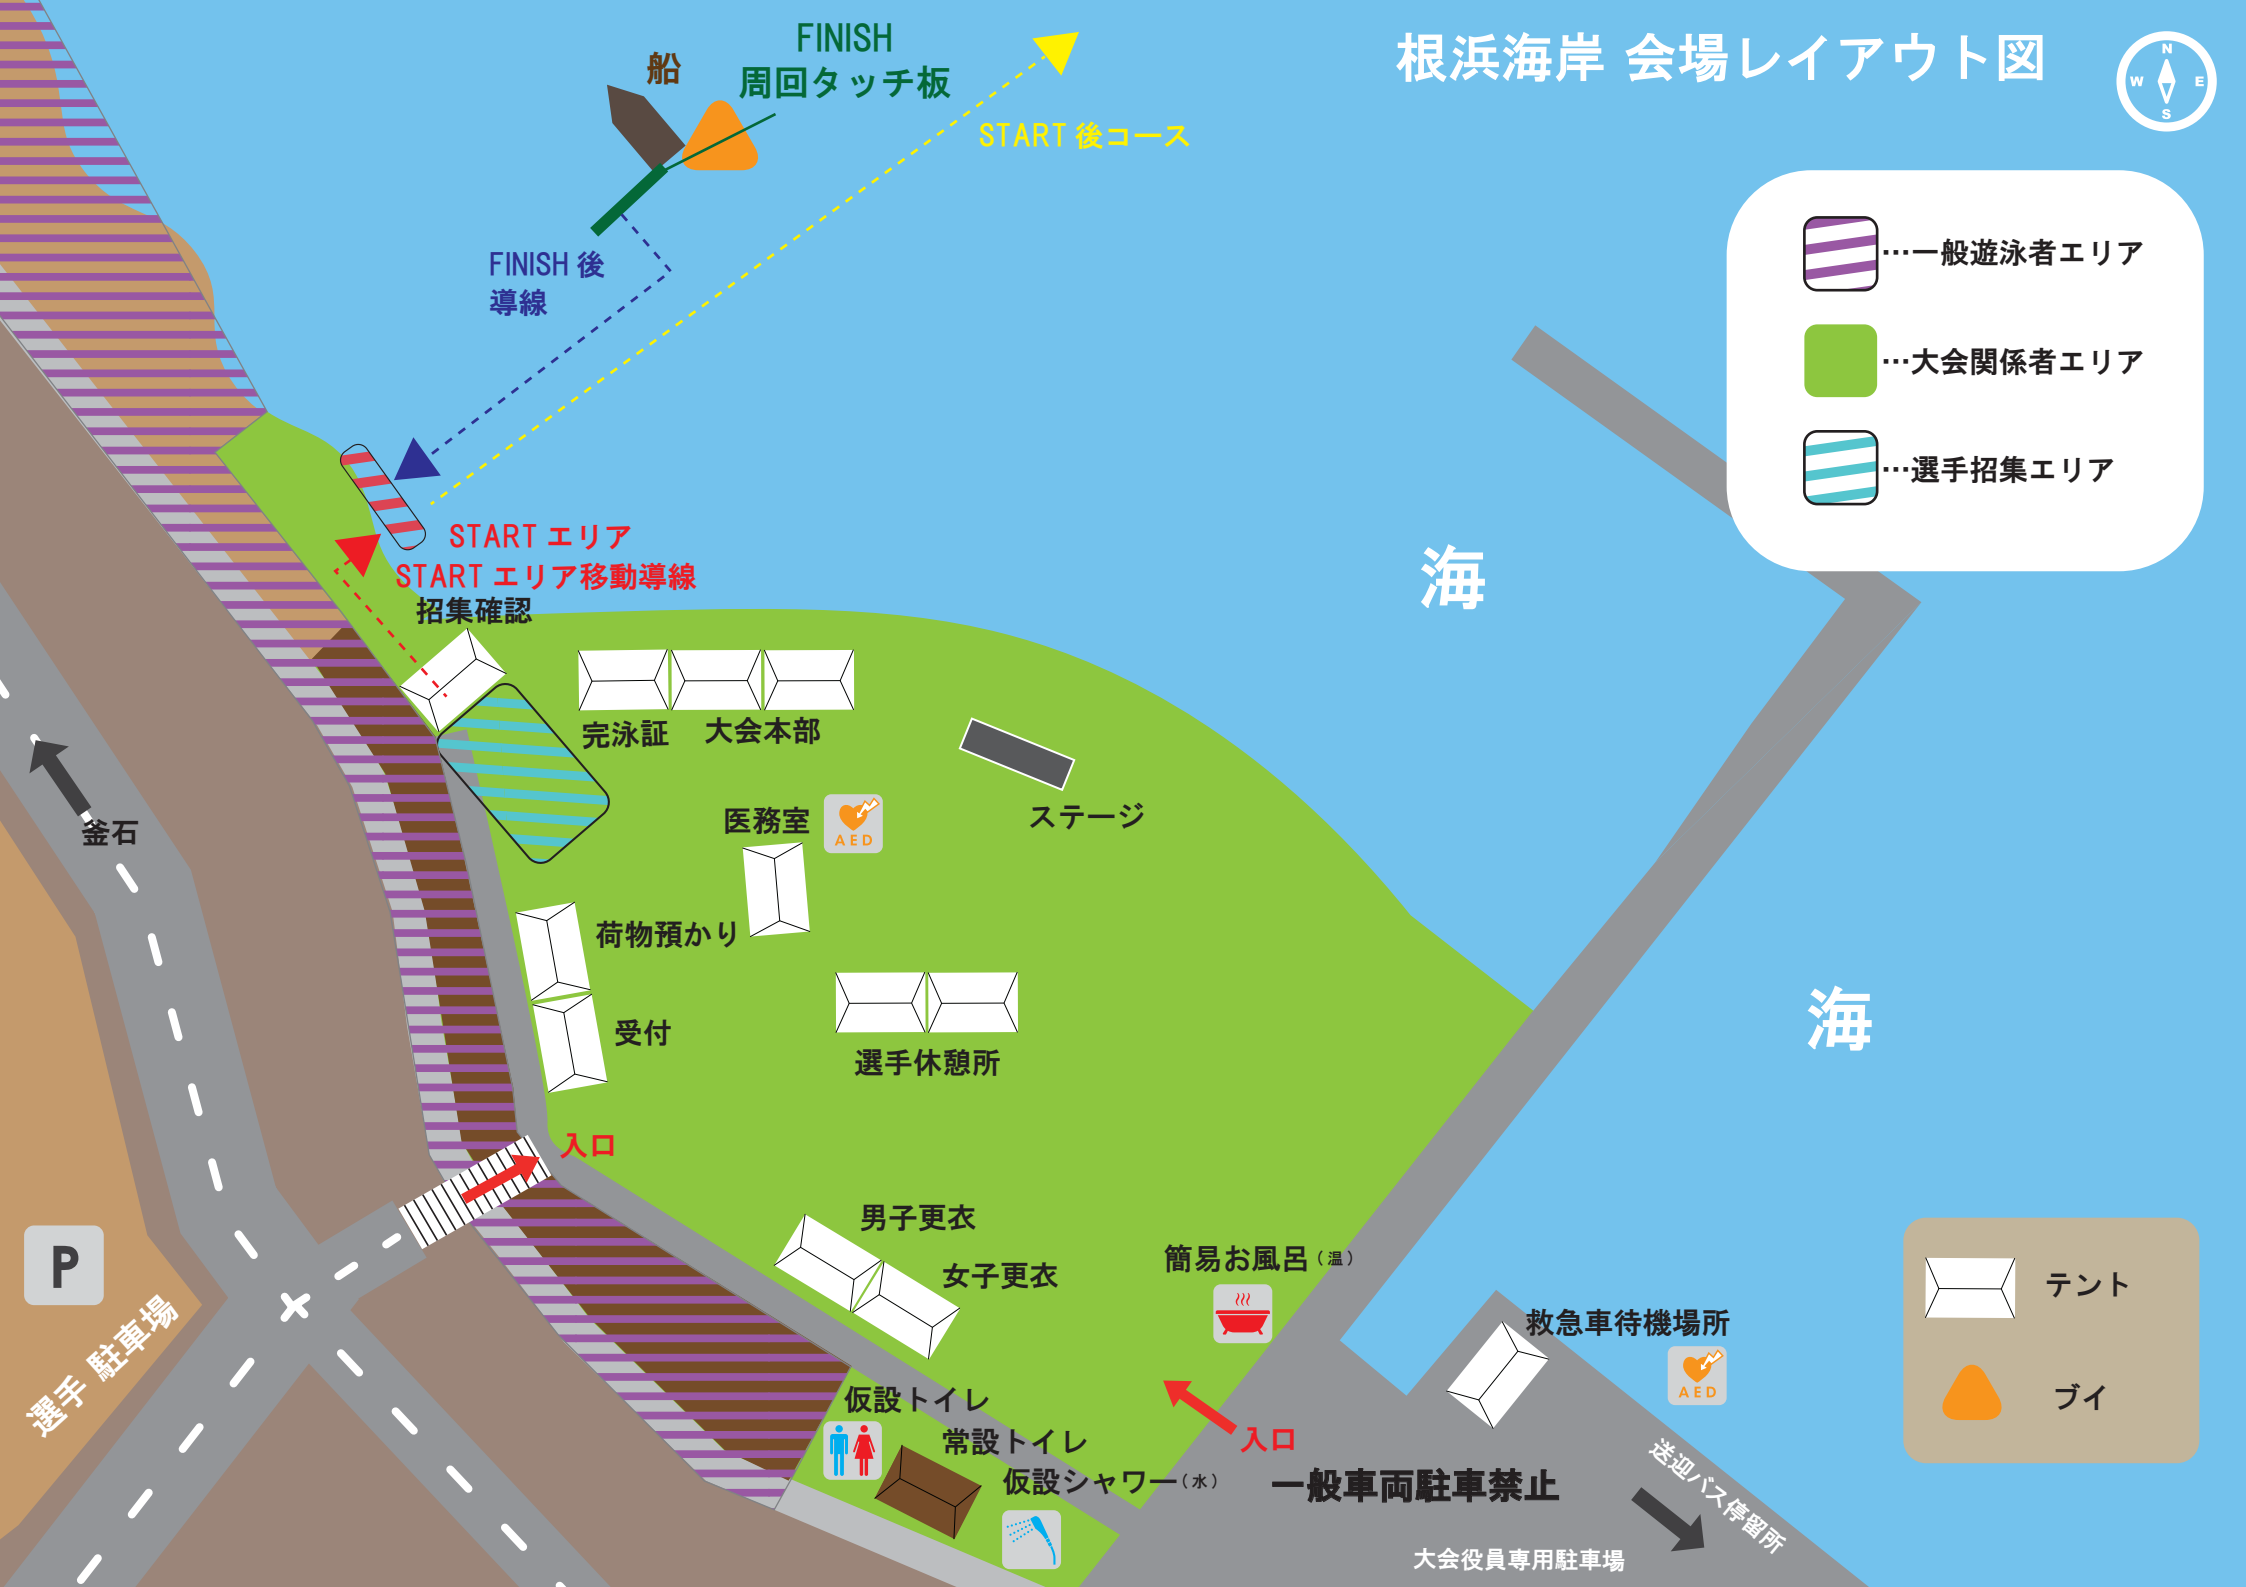 根浜海岸 会場レイアウト図
N
W
E
S
FINISH
周回タッチ板
船
START 後コース
FINISH 後
導線
…一般遊泳者エリア
…大会関係者エリア
…選手招集エリア
START エリア
START エリア移動導線
招集確認
海
完泳証
大会本部
ステージ
医務室
AED
釜石
荷物預かり
受付
選手休憩所
海
入口
男子更衣
女子更衣
簡易お風呂(温)
P
選手 駐車場
救急車待機場所
AED
テント
ブイ
仮設トイレ
常設トイレ
仮設シャワー(水)
入口
一般車両駐車禁止
送迎バス停留所
大会役員専用駐車場